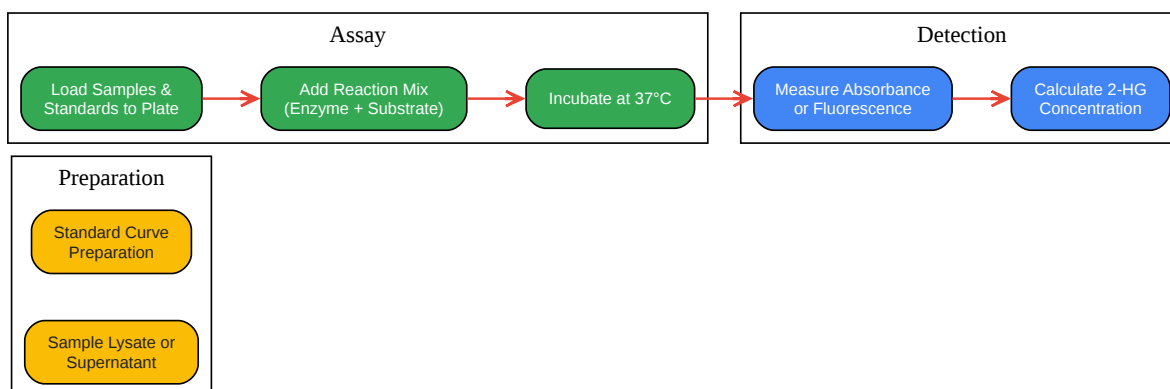 Assay
Load Samples &
Standards to Plate
Add Reaction Mix
(Enzyme + Substrate)
Incubate at 37°C
Detection
Measure Absorbance
or Fluorescence
Calculate 2-HG
Concentration
Preparation
Standard Curve
Preparation
Sample Lysate or
Supernatant